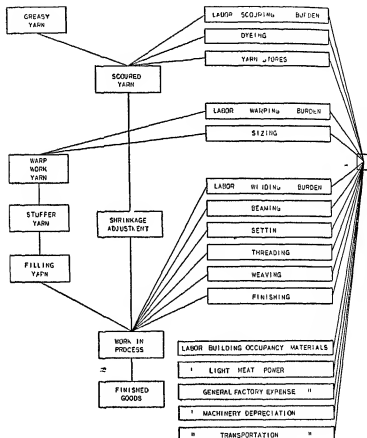 GREASY
YARN
LABOR SCOURING BURDEN
DYEING
YARN STORES
SCOURED
YARN
LABOR WARPING BURDEN
SIZING
WARP
WORK
YARN
LABOR WINDING BURDEN
BEAMING
STUFFER
YARN
SHRINKAGE
ADJUSTMENT
SETTIN
THREADING
FILLING
YARN
WEAVING
FINISHING
WORK IN
PROCESS
LABOR BUILDING OCCUPANCY MATERIALS
" LIGHT HEAT POWER
FINISHED
GOODS
GENERAL FACTORY EXPENSE "
" MACHINERY DEPRECIATION
" TRANSPORTATION "